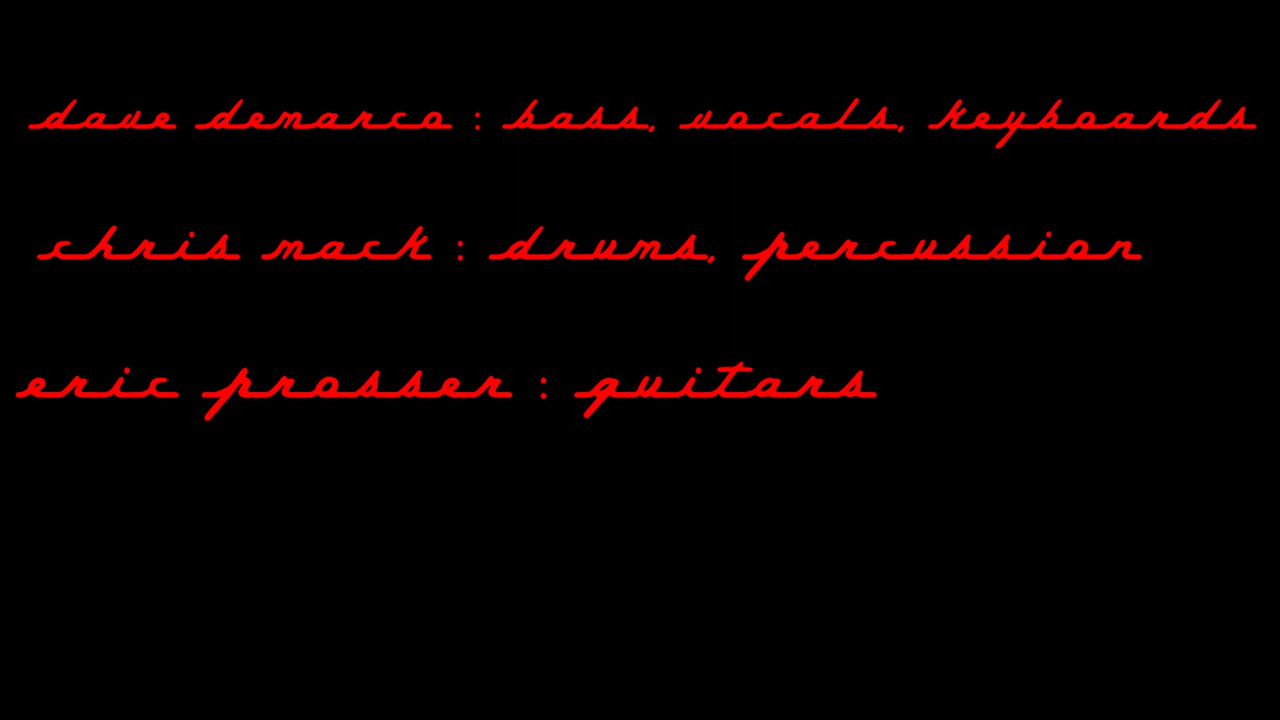 dave demarco : bass, vocals, keyboards
chris mack : drums, percussion
eric prosser : guitars